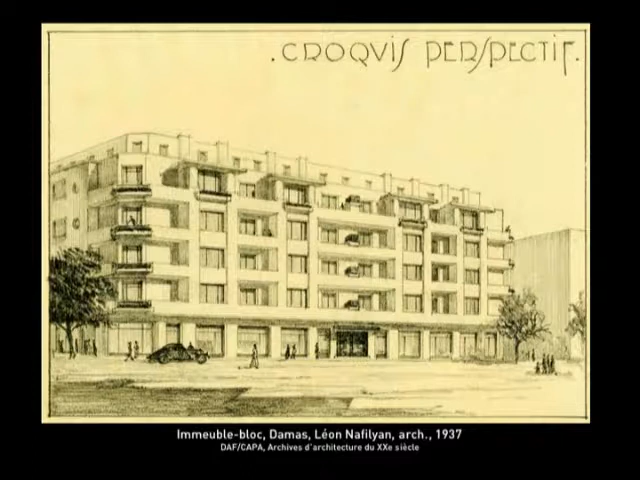 .CROQVIS PERSPECTIF.
Immeuble-bloc, Damas, Léon Nafilyan, arch., 1937
DAF/CAPA, Archives d'architecture du XXe siècle